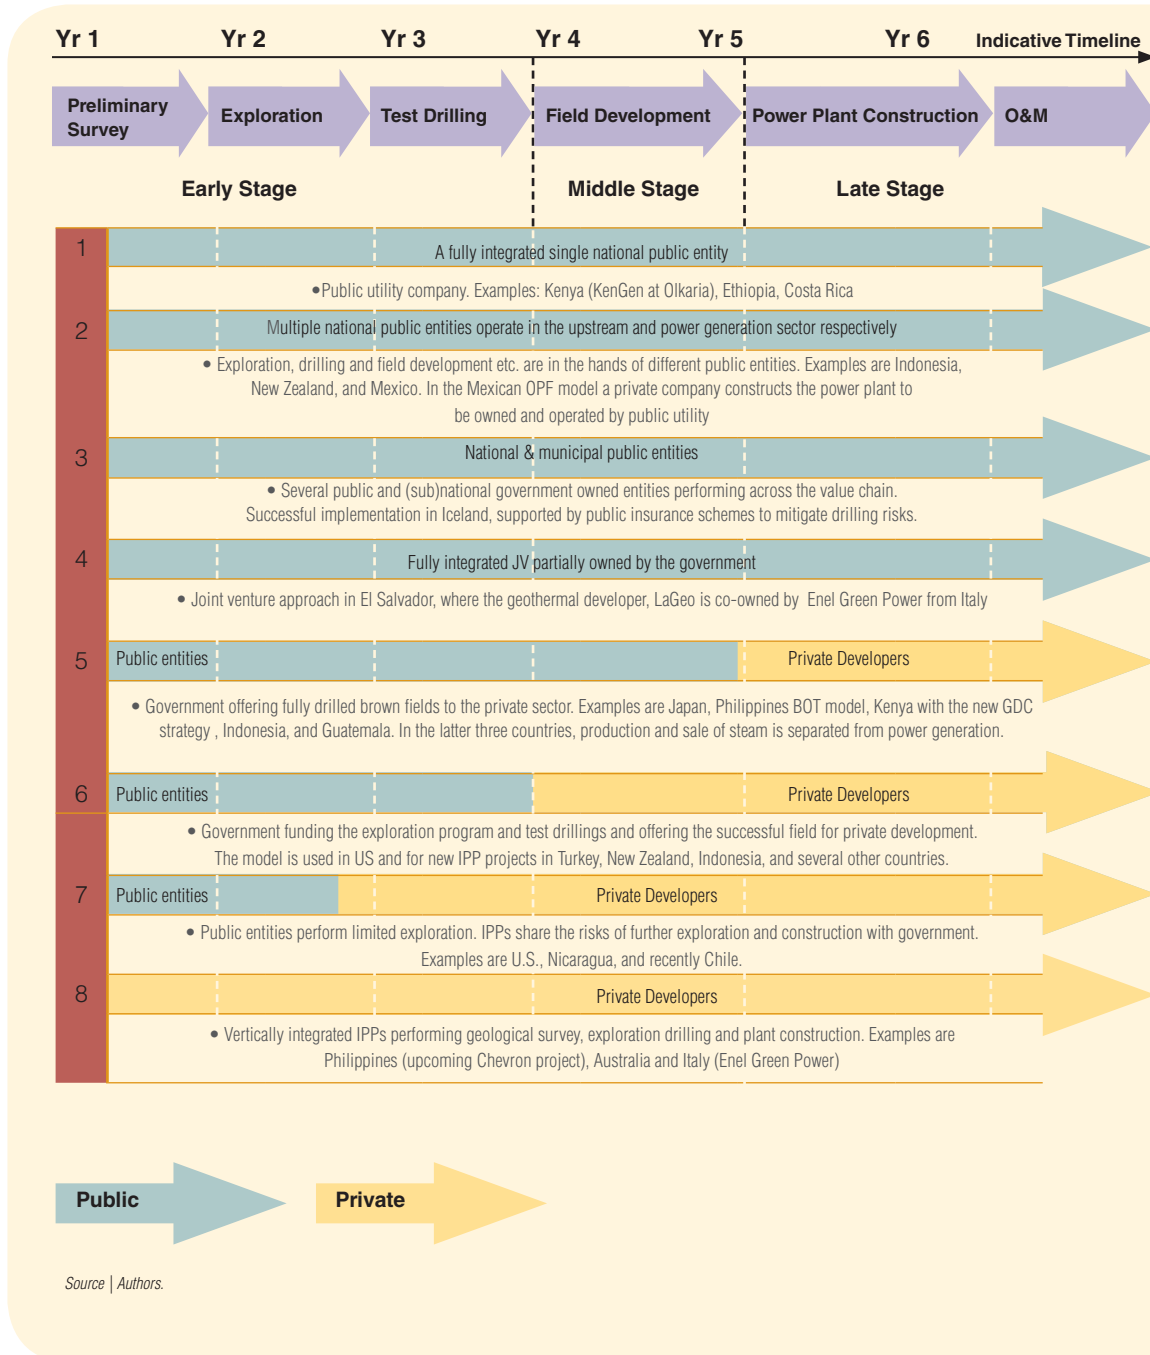 Yr 1 Yr 2 Yr 3 Yr 4 Yr 5 Yr 6 Indicative Timeline
Preliminary
Survey
Exploration
Test Drilling
Field Development
Power Plant Construction
O&M
Early Stage Middle Stage Late Stage
1 A fully integrated single national public entity
•Public utility company. Examples: Kenya (KenGen at Olkaria), Ethiopia, Costa Rica
2 Multiple national public entities operate in the upstream and power generation sector respectively
• Exploration, drilling and field development etc. are in the hands of different public entities. Examples are Indonesia,
New Zealand, and Mexico. In the Mexican OPF model a private company constructs the power plant to
be owned and operated by public utility
3 National & municipal public entities
• Several public and (sub)national government owned entities performing across the value chain.
Successful implementation in Iceland, supported by public insurance schemes to mitigate drilling risks.
4 Fully integrated JV partially owned by the government
• Joint venture approach in El Salvador, where the geothermal developer, LaGeo is co-owned by Enel Green Power from Italy
5 Public entities Private Developers
• Government offering fully drilled brown fields to the private sector. Examples are Japan, Philippines BOT model, Kenya with the new GDC
strategy , Indonesia, and Guatemala. In the latter three countries, production and sale of steam is separated from power generation.
6 Public entities Private Developers
• Government funding the exploration program and test drillings and offering the successful field for private development.
The model is used in US and for new IPP projects in Turkey, New Zealand, Indonesia, and several other countries.
7 Public entities Private Developers
• Public entities perform limited exploration. IPPs share the risks of further exploration and construction with government.
Examples are U.S., Nicaragua, and recently Chile.
8 Private Developers
• Vertically integrated IPPs performing geological survey, exploration drilling and plant construction. Examples are
Philippines (upcoming Chevron project), Australia and Italy (Enel Green Power)
Public Private
Source | Authors.